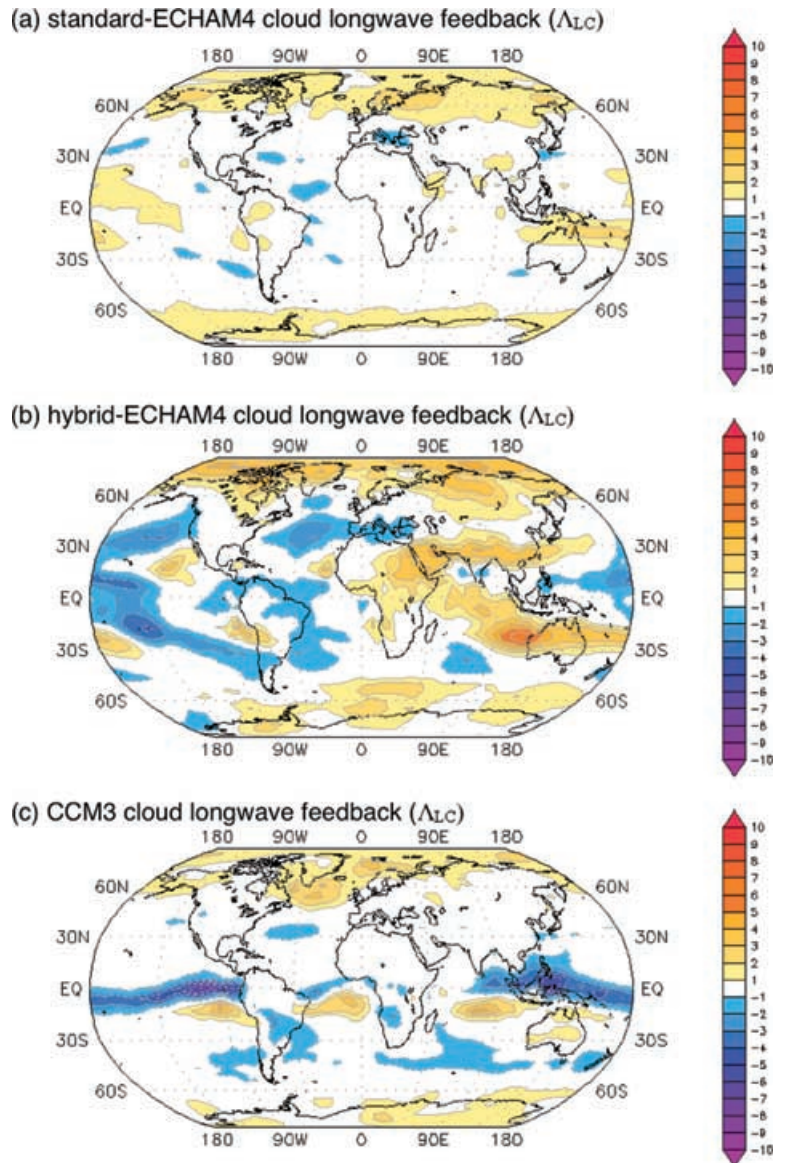 (a) standard-ECHAM4 cloud longwave feedback (ΛLC)
180 90W 0 90E 180
60N 60N
30N 30N
EQ EQ
30S 30S
60S 60S
180 90W 0 90E 180
10
9
8
7
6
5
4
3
2
1
-1
-2
-3
-4
-5
-6
-7
-8
-9
-10
(b) hybrid-ECHAM4 cloud longwave feedback (ΛLC)
180 90W 0 90E 180
60N 60N
30N 30N
EQ EQ
30S 30S
60S 60S
180 90W 0 90E 180
10
9
8
7
6
5
4
3
2
1
-1
-2
-3
-4
-5
-6
-7
-8
-9
-10
(c) CCM3 cloud longwave feedback (ΛLC)
180 90W 0 90E 180
60N 60N
30N 30N
EQ EQ
30S 30S
60S 60S
180 90W 0 90E 180
10
9
8
7
6
5
4
3
2
1
-1
-2
-3
-4
-5
-6
-7
-8
-9
-10